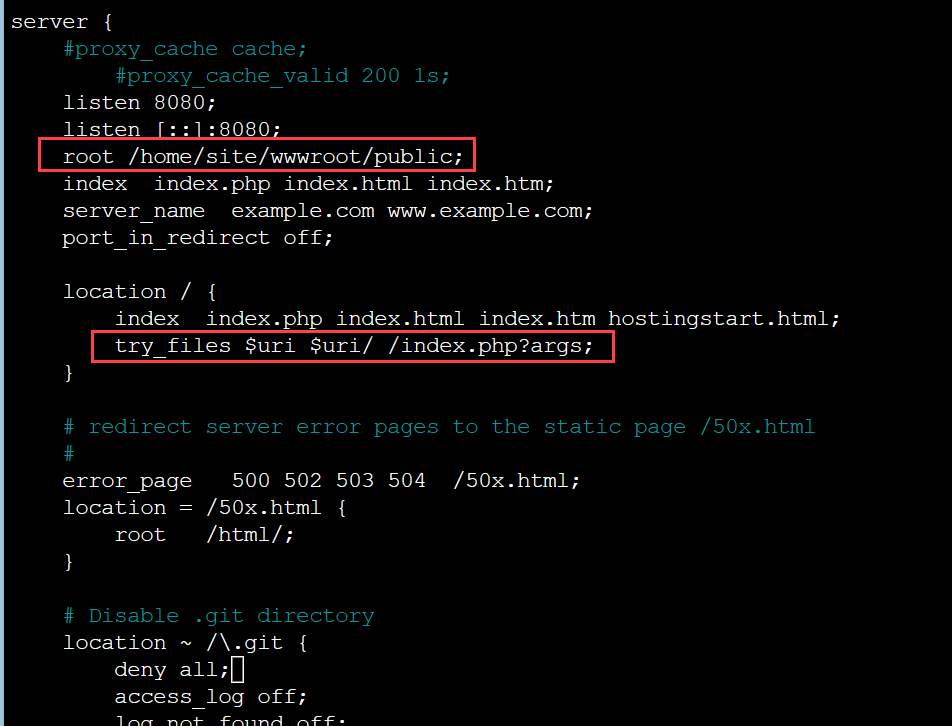 server {
    #proxy_cache cache;
        #proxy_cache_valid 200 1s;
    listen 8080;
    listen [::]:8080;
    root /home/site/wwwroot/public;
    index  index.php index.html index.htm;
    server_name  example.com www.example.com;
    port_in_redirect off;

    location / {
        index  index.php index.html index.htm hostingstart.html;
        try_files $uri $uri/ /index.php?args;
    }

    # redirect server error pages to the static page /50x.html
    #
    error_page   500 502 503 504  /50x.html;
    location = /50x.html {
        root   /html/;
    }

    # Disable .git directory
    location ~ /\.git {
        deny all;
        access_log off;
        log_not_found off;